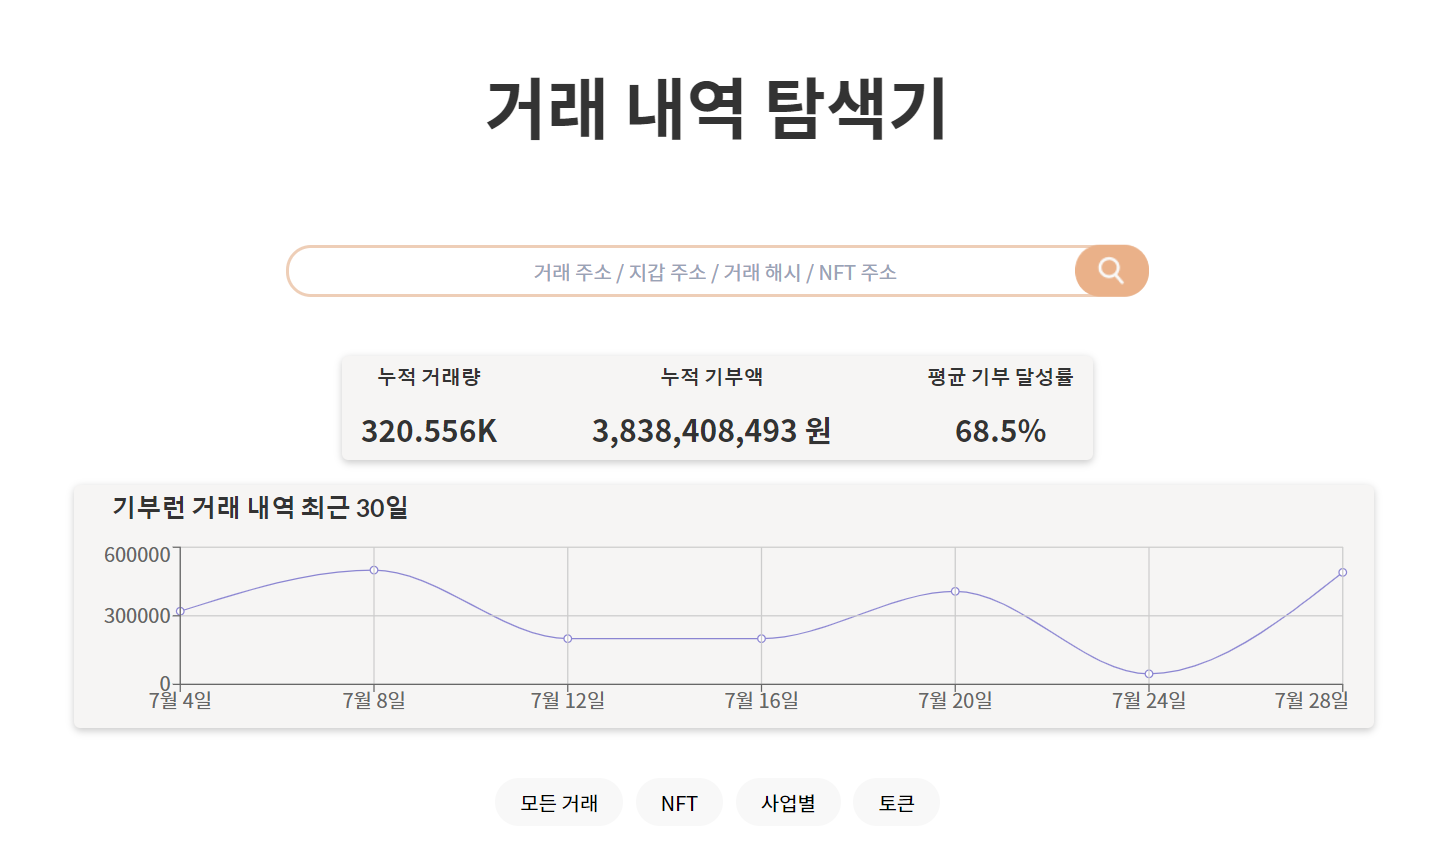 거래 내역 탐색기
거래 주소 / 지갑 주소 / 거래 해시 / NFT 주소
누적 거래량 누적 기부액 평균 기부 달성률
320.556K 3,838,408,493 원 68.5%
기부런 거래 내역 최근 30일
600000
300000
0
7월 4일 7월 8일 7월 12일 7월 16일 7월 20일 7월 24일 7월 28일
모든 거래 NFT 사업별 토큰